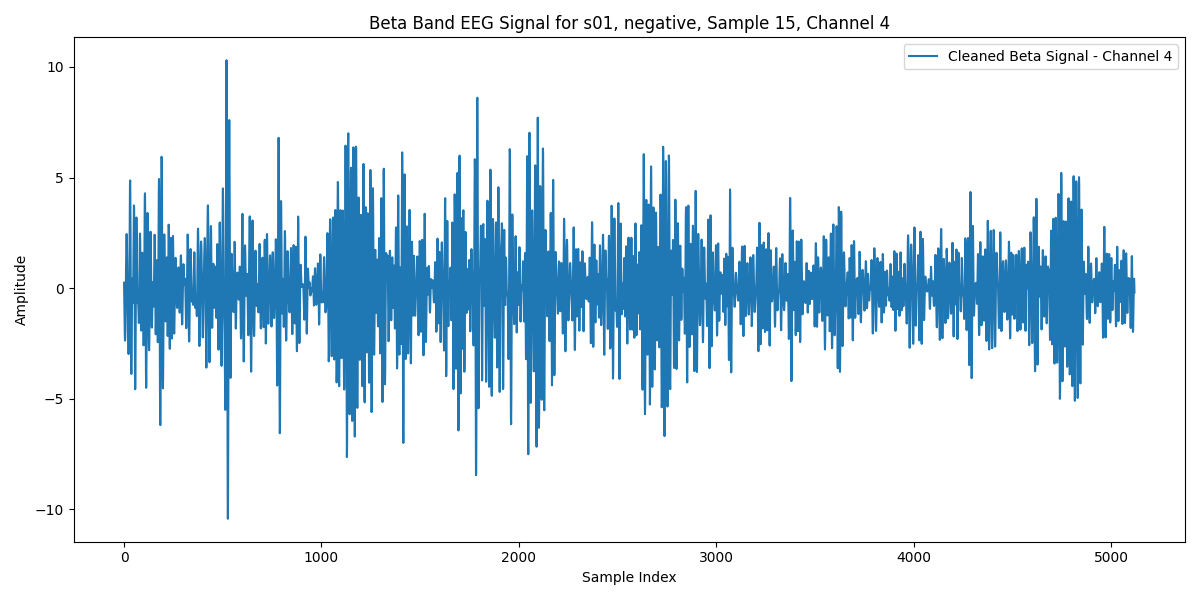 Beta Band EEG Signal for s01, negative, Sample 15, Channel 4
Cleaned Beta Signal - Channel 4
Amplitude
10
5
0
−5
−10
0 1000 2000 3000 4000 5000
Sample Index